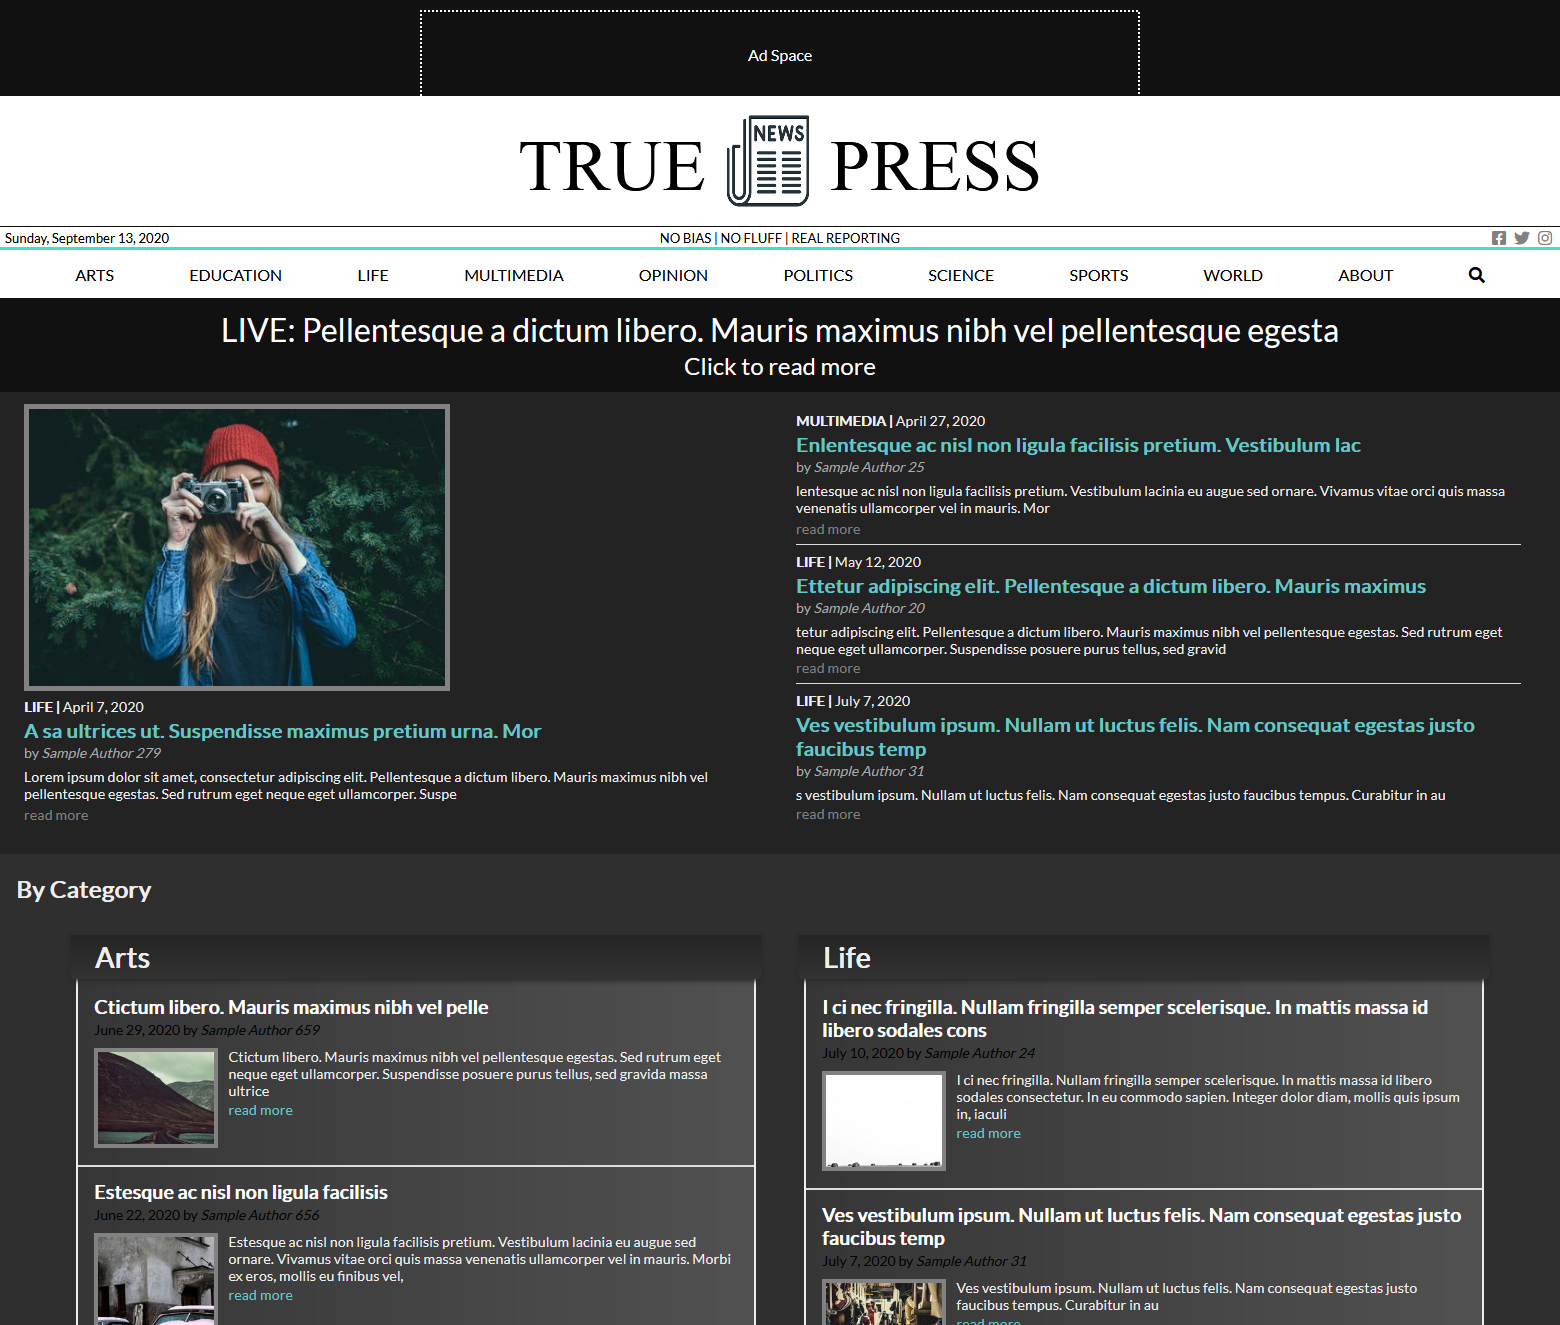 Ad Space
TRUE NEWS PRESS
Sunday, September 13, 2020
NO BIAS | NO FLUFF | REAL REPORTING
ARTS EDUCATION LIFE MULTIMEDIA OPINION POLITICS SCIENCE SPORTS WORLD ABOUT
LIVE: Pellentesque a dictum libero. Mauris maximus nibh vel pellentesque egesta
Click to read more
LIFE | April 7, 2020
A sa ultrices ut. Suspendisse maximus pretium urna. Mor
by Sample Author 279
Lorem ipsum dolor sit amet, consectetur adipiscing elit. Pellentesque a dictum libero. Mauris maximus nibh vel
pellentesque egestas. Sed rutrum eget neque eget ullamcorper. Suspe
read more
MULTIMEDIA | April 27, 2020
Enlentesque ac nisl non ligula facilisis pretium. Vestibulum lac
by Sample Author 25
lentesque ac nisl non ligula facilisis pretium. Vestibulum lacinia eu augue sed ornare. Vivamus vitae orci quis massa
venenatis ullamcorper vel in mauris. Mor
read more
LIFE | May 12, 2020
Ettetur adipiscing elit. Pellentesque a dictum libero. Mauris maximus
by Sample Author 20
tetur adipiscing elit. Pellentesque a dictum libero. Mauris maximus nibh vel pellentesque egestas. Sed rutrum eget
neque eget ullamcorper. Suspendisse posuere purus tellus, sed gravid
read more
LIFE | July 7, 2020
Ves vestibulum ipsum. Nullam ut luctus felis. Nam consequat egestas justo
faucibus temp
by Sample Author 31
s vestibulum ipsum. Nullam ut luctus felis. Nam consequat egestas justo faucibus tempus. Curabitur in au
read more
By Category
Arts
Ctictum libero. Mauris maximus nibh vel pelle
June 29, 2020 by Sample Author 659
Ctictum libero. Mauris maximus nibh vel pellentesque egestas. Sed rutrum eget
neque eget ullamcorper. Suspendisse posuere purus tellus, sed gravida massa
ultrice
read more
Estesque ac nisl non ligula facilisis
June 22, 2020 by Sample Author 656
Estesque ac nisl non ligula facilisis pretium. Vestibulum lacinia eu augue sed
ornare. Vivamus vitae orci quis massa venenatis ullamcorper vel in mauris. Morbi
ex eros, mollis eu finibus vel,
read more
Life
I ci nec fringilla. Nullam fringilla semper scelerisque. In mattis massa id
libero sodales cons
July 10, 2020 by Sample Author 24
I ci nec fringilla. Nullam fringilla semper scelerisque. In mattis massa id libero
sodales consectetur. In eu commodo sapien. Integer dolor diam, mollis quis ipsum
in, iaculi
read more
Ves vestibulum ipsum. Nullam ut luctus felis. Nam consequat egestas justo
faucibus temp
July 7, 2020 by Sample Author 31
Ves vestibulum ipsum. Nullam ut luctus felis. Nam consequat egestas justo
faucibus tempus. Curabitur in au
read more